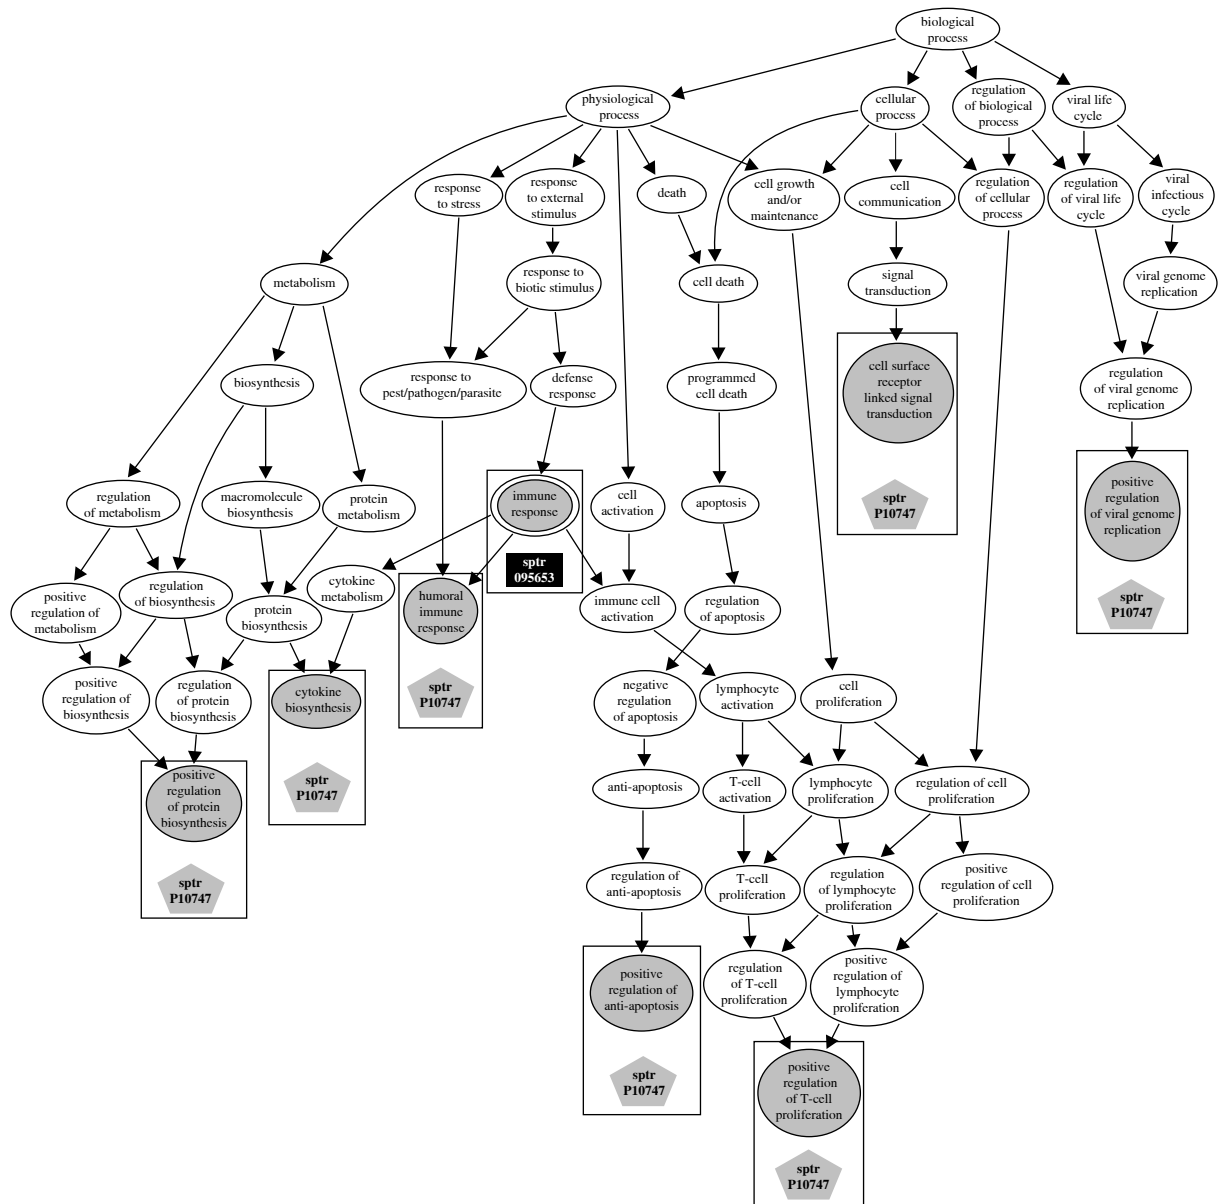 biological
process
physiological
process
cellular
process
regulation
of biological
process
viral life
cycle
response
to stress
response
to external
stimulus
death
cell growth
and/or
maintenance
cell
communication
regulation
of cellular
process
regulation
of viral life
cycle
viral
infectious
cycle
metabolism
response to
biotic stimulus
cell death
signal
transduction
viral genome
replication
biosynthesis
response to
pest/pathogen/parasite
defense
response
programmed
cell death
cell surface
receptor
linked signal
transduction
sptr
P10747
regulation
of viral genome
replication
regulation
of metabolism
macromolecule
biosynthesis
protein
metabolism
immune
response
sptr
095653
cell
activation
apoptosis
positive
regulation
of viral genome
replication
sptr
P10747
positive
regulation of
metabolism
regulation
of biosynthesis
protein
biosynthesis
cytokine
metabolism
humoral
immune
response
sptr
P10747
immune cell
activation
regulation
of apoptosis
positive
regulation of
biosynthesis
regulation
of protein
biosynthesis
cytokine
biosynthesis
sptr
P10747
negative
regulation
of apoptosis
lymphocyte
activation
cell
proliferation
positive
regulation
of protein
biosynthesis
sptr
P10747
anti-apoptosis
T-cell
activation
lymphocyte
proliferation
regulation of cell
proliferation
regulation of
anti-apoptosis
T-cell
proliferation
regulation
of lymphocyte
proliferation
positive
regulation of cell
proliferation
positive
regulation of
anti-apoptosis
sptr
P10747
regulation
of T-cell
proliferation
positive
regulation of
lymphocyte
proliferation
positive
regulation
of T-cell
proliferation
sptr
P10747